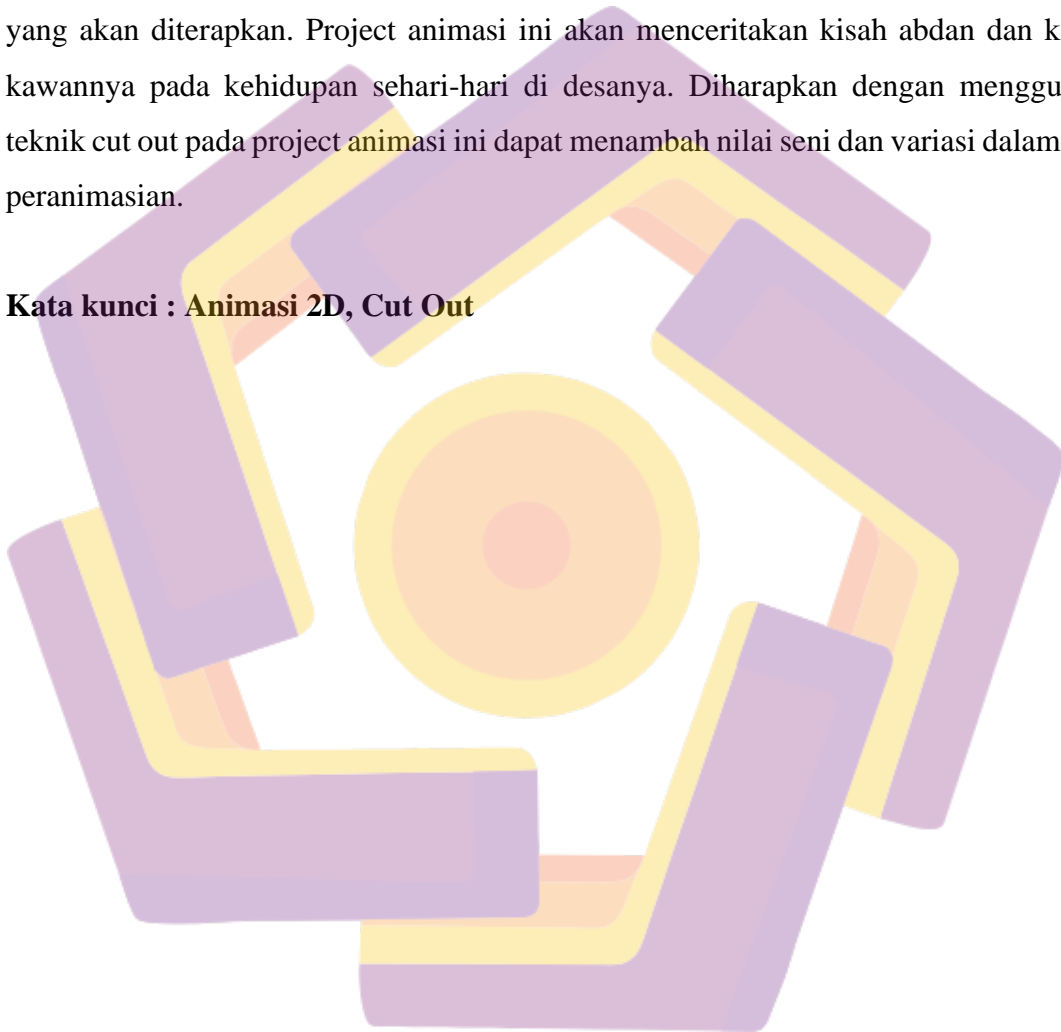 yang akan diterapkan. Project animasi ini akan menceritakan kisah abdan dan k
kawannya pada kehidupan sehari-hari di desanya. Diharapkan dengan menggu
teknik cut out pada project animasi ini dapat menambah nilai seni dan variasi dalam
peranimasian.
Kata kunci : Animasi 2D, Cut Out